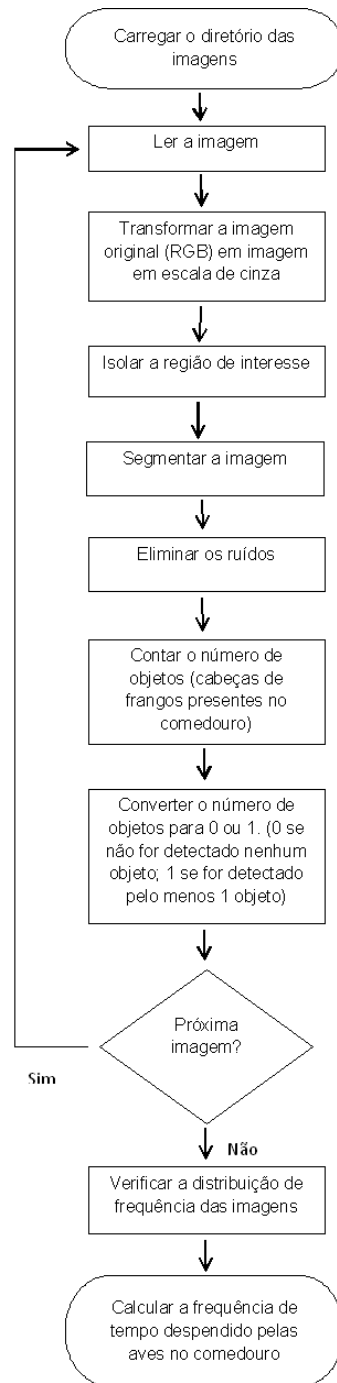 Carregar o diretório das
imagens
Ler a imagem
Transformar a imagem
original (RGB) em imagem
em escala de cinza
Isolar a região de interesse
Segmentar a imagem
Eliminar os ruídos
Contar o número de
objetos (cabeças de
frangos presentes no
comedouro)
Converter o número de
objetos para 0 ou 1. (0 se
não for detectado nenhum
objeto; 1 se for detectado
pelo menos 1 objeto)
Próxima
imagem?
Sim
Não
Verificar a distribuição de
frequência das imagens
Calcular a frequência de
tempo despendido pelas
aves no comedouro